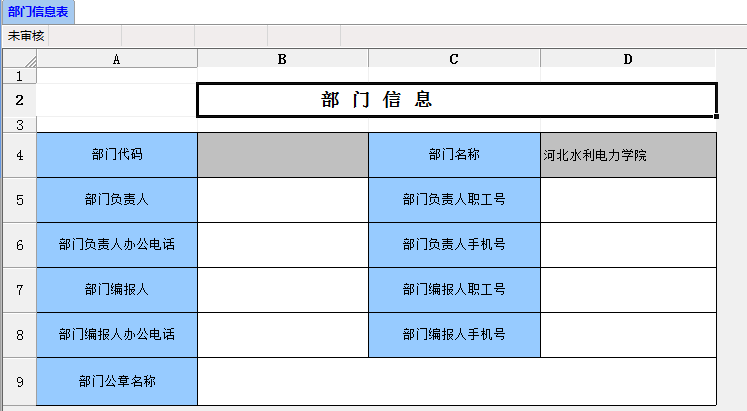 部门信息表
未审核
A B C D
1
2 部 门 信 息
3
4 部门代码 部门名称 河北水利电力学院
5 部门负责人 部门负责人职工号
6 部门负责人办公电话 部门负责人手机号
7 部门编报人 部门编报人职工号
8 部门编报人办公电话 部门编报人手机号
9 部门公章名称